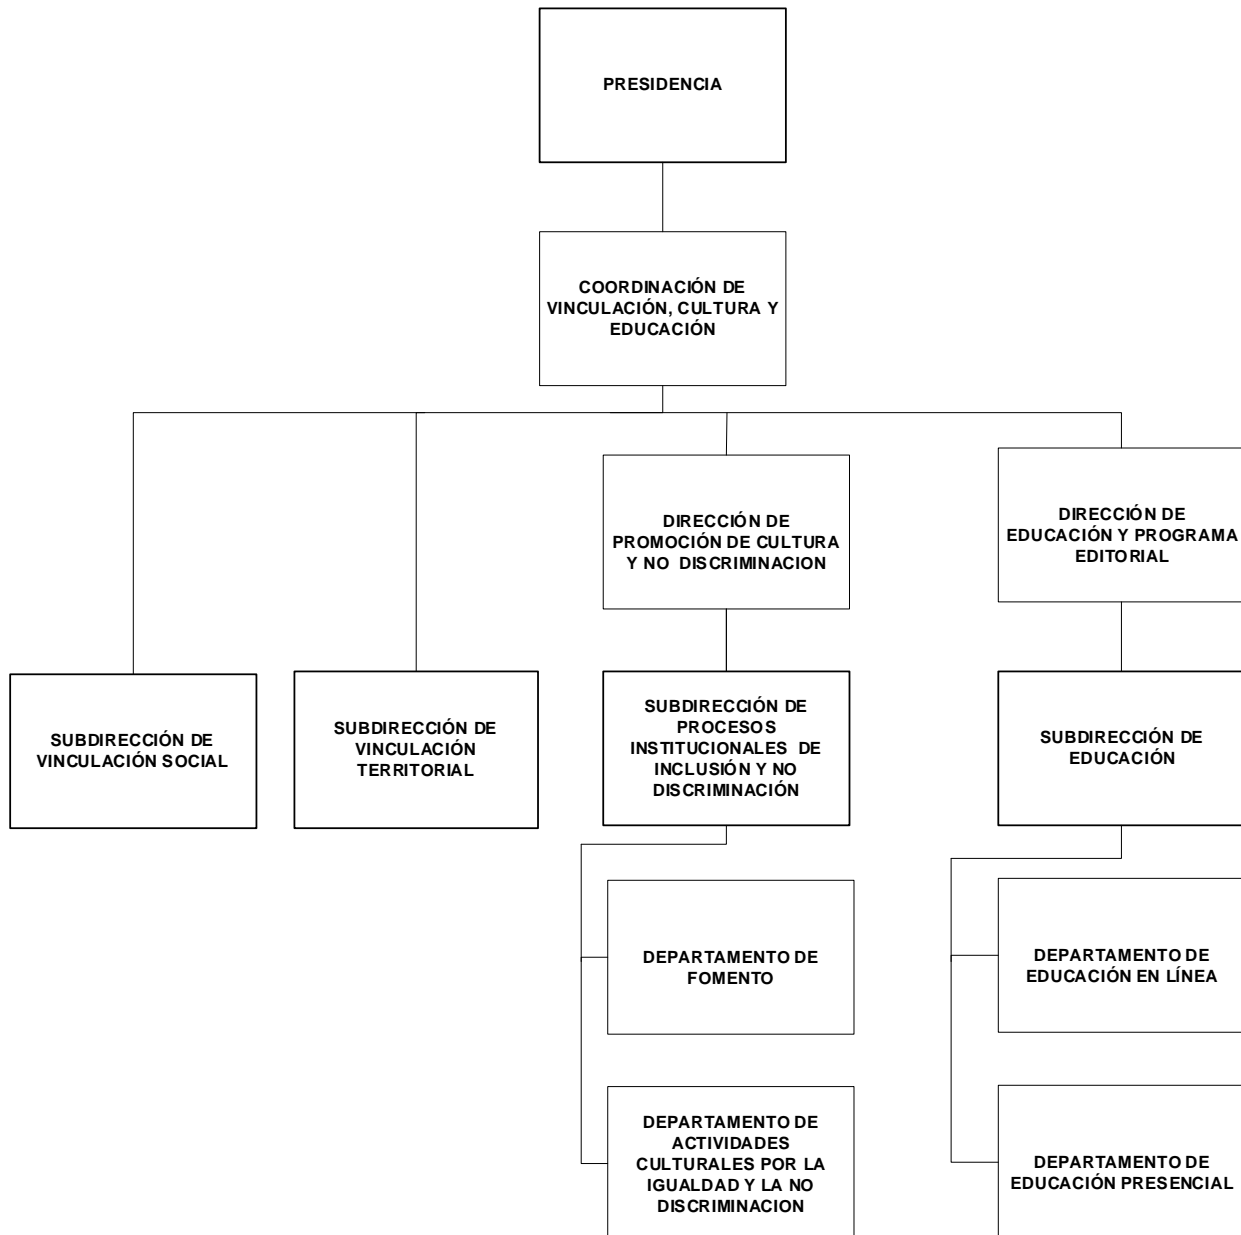 PRESIDENCIA
COORDINACIÓN DE
VINCULACIÓN, CULTURA Y
EDUCACIÓN
DIRECCIÓN DE
PROMOCIÓN DE CULTURA
Y NO DISCRIMINACION
DIRECCIÓN DE
EDUCACIÓN Y PROGRAMA
EDITORIAL
SUBDIRECCIÓN DE
VINCULACIÓN SOCIAL
SUBDIRECCIÓN DE
VINCULACIÓN
TERRITORIAL
SUBDIRECCIÓN DE
PROCESOS
INSTITUCIONALES DE
INCLUSIÓN Y NO
DISCRIMINACIÓN
SUBDIRECCIÓN DE
EDUCACIÓN
DEPARTAMENTO DE
FOMENTO
DEPARTAMENTO DE
EDUCACIÓN EN LÍNEA
DEPARTAMENTO DE
ACTIVIDADES
CULTURALES POR LA
IGUALDAD Y LA NO
DISCRIMINACION
DEPARTAMENTO DE
EDUCACIÓN PRESENCIAL